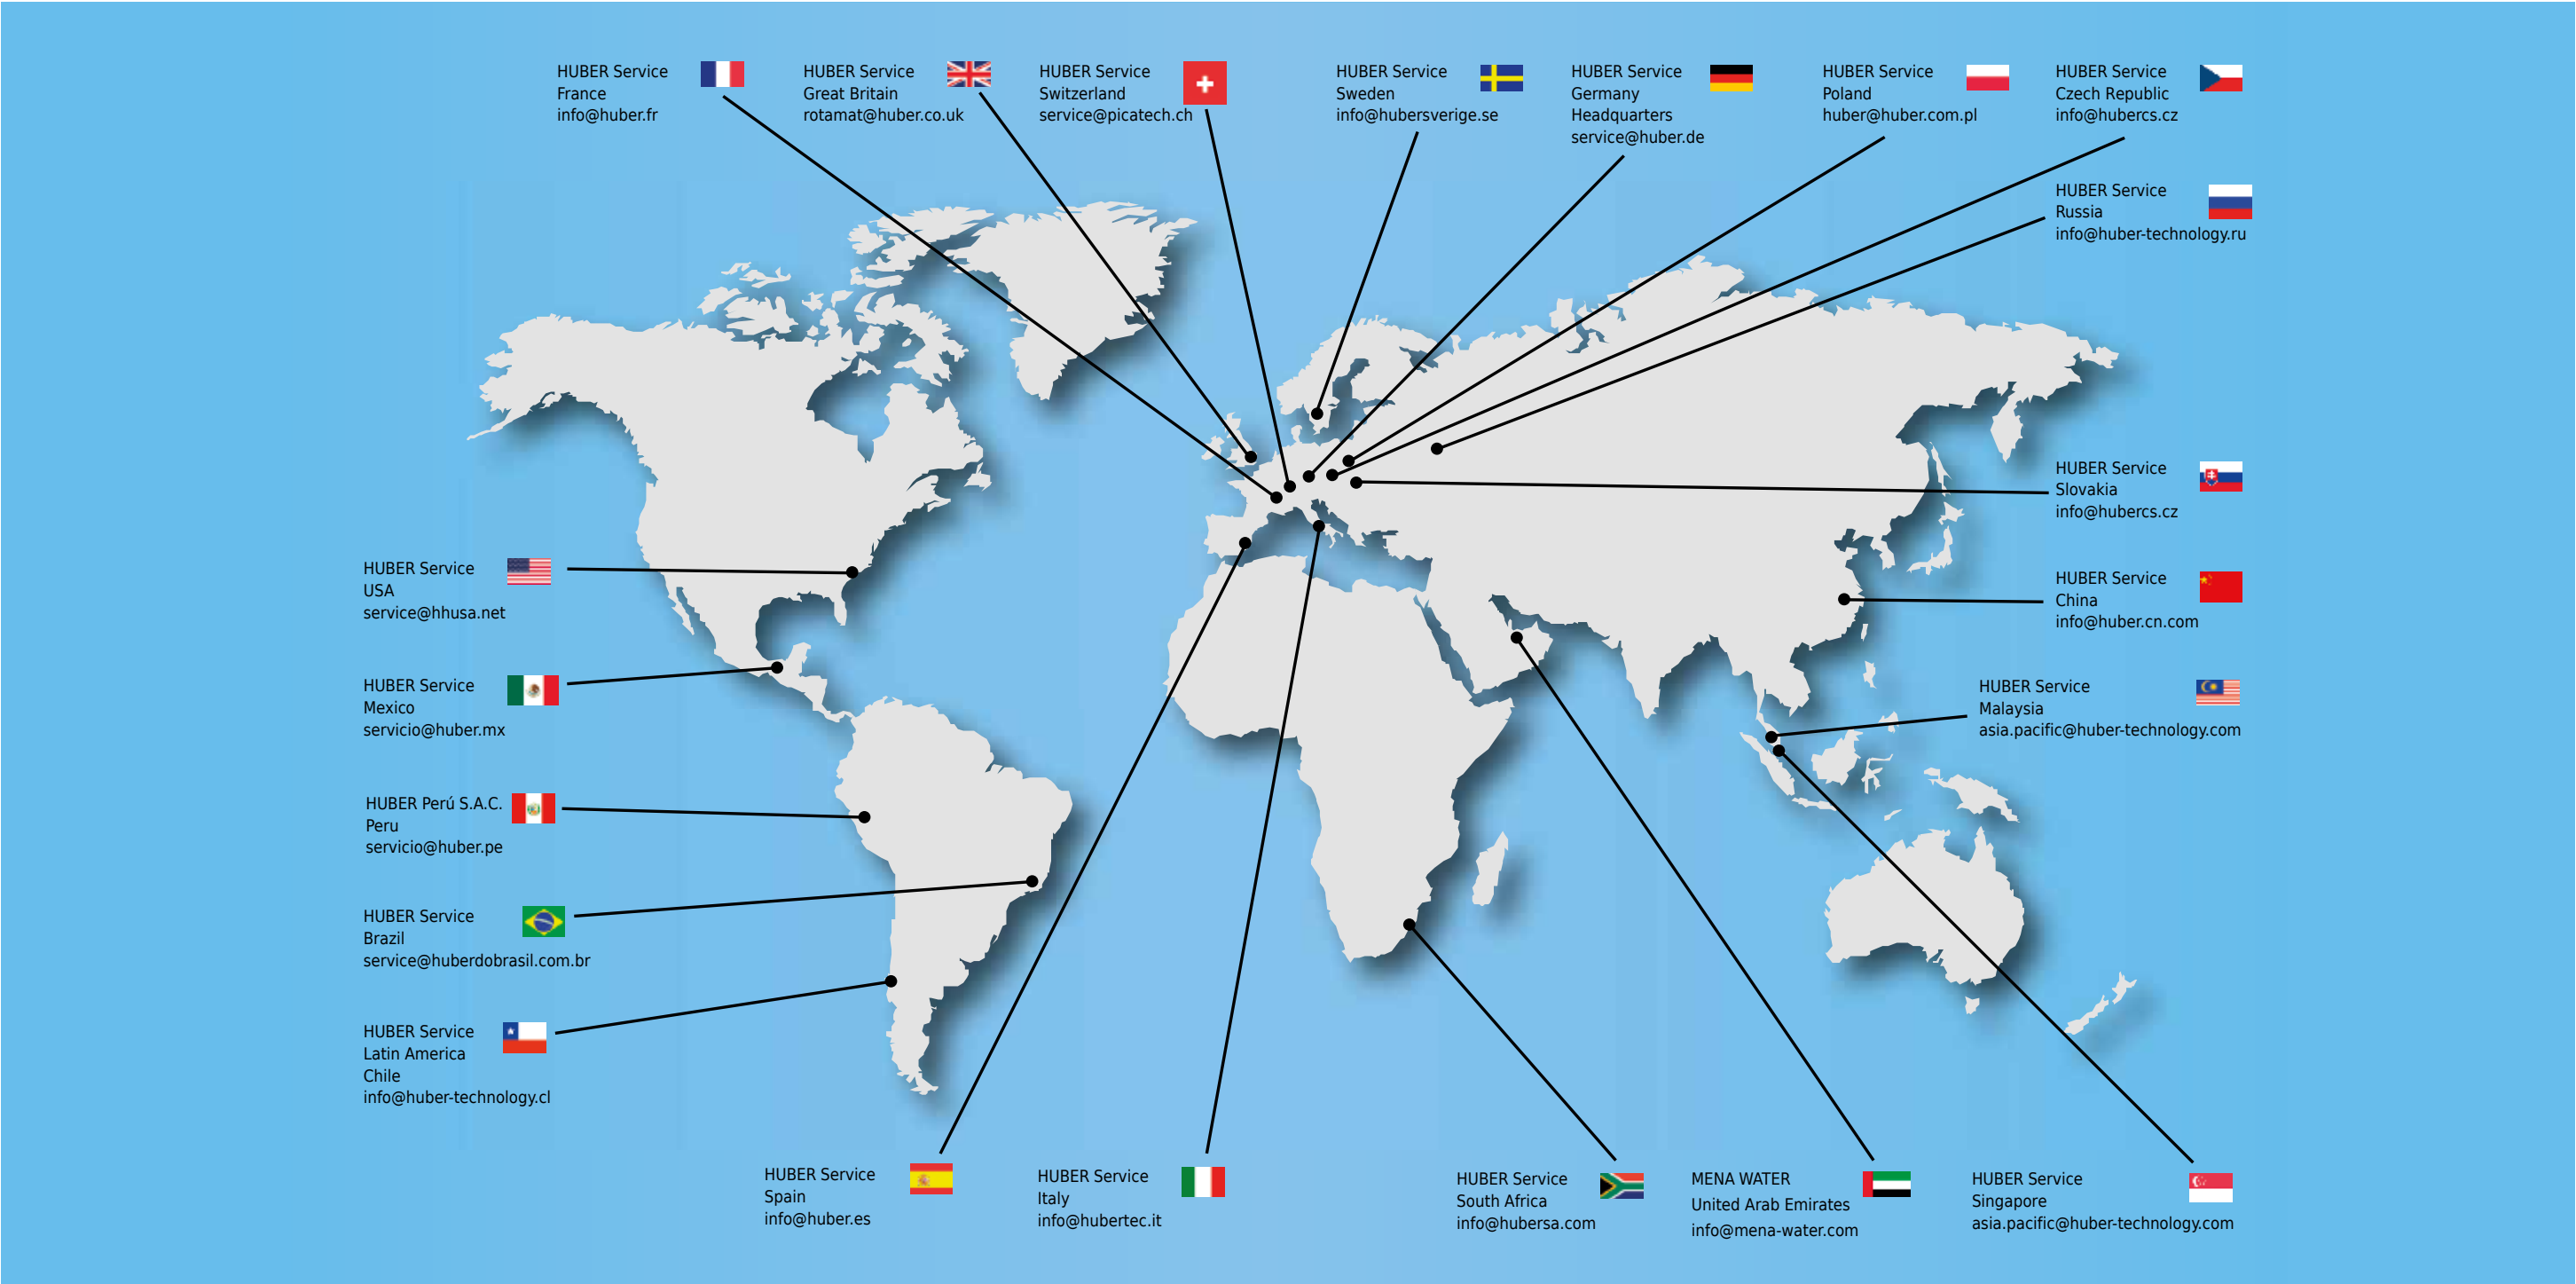 HUBER Service
France
info@huber.fr
HUBER Service
Great Britain
rotamat@huber.co.uk
HUBER Service
Switzerland
service@picatech.ch
HUBER Service
Sweden
info@hubersverige.se
HUBER Service
Germany
Headquarters
service@huber.de
HUBER Service
Poland
huber@huber.com.pl
HUBER Service
Czech Republic
info@hubercs.cz
HUBER Service
Russia
info@huber-technology.ru
HUBER Service
Slovakia
info@hubercs.cz
HUBER Service
China
info@huber.cn.com
HUBER Service
Malaysia
asia.pacific@huber-technology.com
HUBER Service
USA
service@hhusa.net
HUBER Service
Mexico
servicio@huber.mx
HUBER Perú S.A.C.
Peru
servicio@huber.pe
HUBER Service
Brazil
service@huberdobrasil.com.br
HUBER Service
Latin America
Chile
info@huber-technology.cl
HUBER Service
Spain
info@huber.es
HUBER Service
Italy
info@hubertec.it
HUBER Service
South Africa
info@hubersa.com
MENA WATER
United Arab Emirates
info@mena-water.com
HUBER Service
Singapore
asia.pacific@huber-technology.com